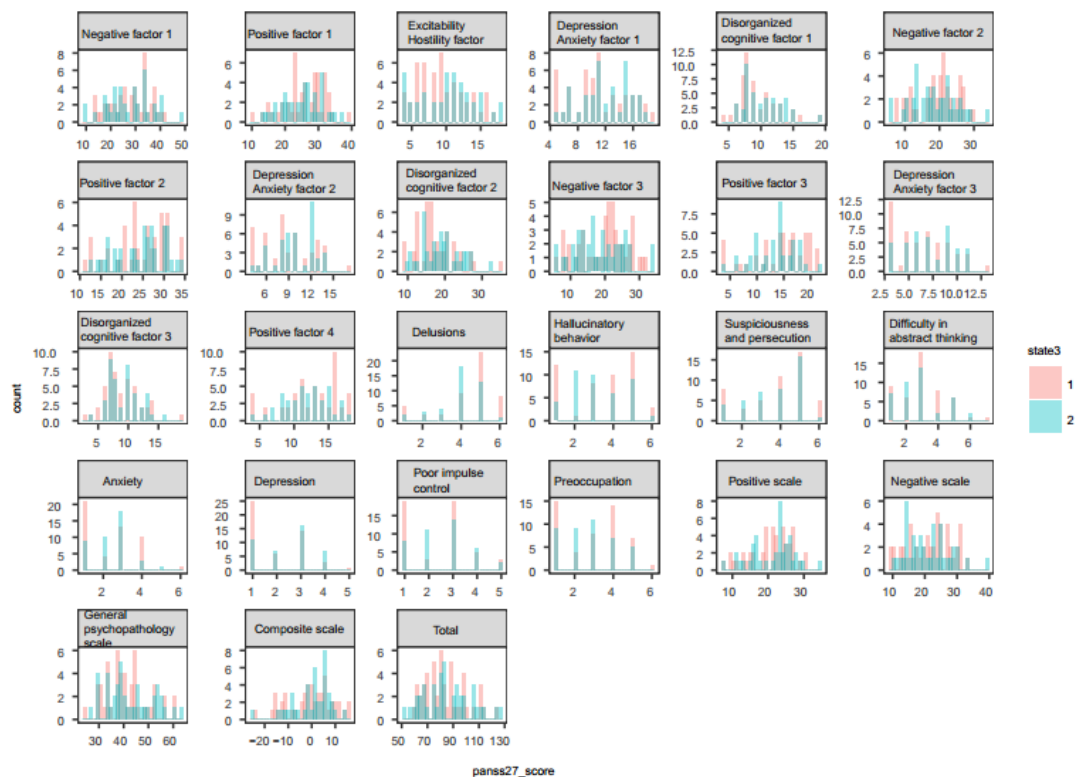 Negative factor 1
8
6
4
2
0
10 20 30 40 50
Positive factor 1
8
6
4
2
0
10 20 30 40
Excitability
Hostility factor
6
4
2
0
5 10 15
Depression
Anxiety factor 1
6
4
2
0
4 8 12 16
Disorganized
cognitive factor 1
12.5
10.0
7.5
5.0
2.5
0
5 10 15 20
Negative factor 2
6
4
2
0
10 20 30
Positive factor 2
6
4
2
0
10 15 20 25 30 35
Depression
Anxiety factor 2
9
6
3
0
6 9 12 15
Disorganized
cognitive factor 2
6
4
2
0
10 20 30
Negative factor 3
5
4
3
2
1
0
10 20 30
Positive factor 3
7.5
5.0
2.5
0
5 10 15 20
Depression
Anxiety factor 3
12.5
10.0
7.5
5.0
2.5
0
2.5 5.0 7.5 10.0 12.5
Disorganized
cognitive factor 3
10.0
7.5
5.0
2.5
0
5 10 15
Positive factor 4
10.0
7.5
5.0
2.5
0
5 10 15
Delusions
20
15
10
5
0
2 4 6
Hallucinatory
behavior
15
10
5
0
2 4 6
Suspiciousness
and persecution
15
10
5
0
2 4 6
Difficulty in
abstract thinking
15
10
5
0
2 4 6
Anxiety
20
15
10
5
0
2 4 6
Depression
25
20
15
10
5
0
1 2 3 4 5
Poor impulse
control
15
10
5
0
1 2 3 4 5
Preoccupation
15
10
5
0
2 4 6
Positive scale
8
6
4
2
0
10 20 30
Negative scale
6
4
2
0
10 20 30 40
General
psychopathology
scale
6
4
2
0
30 40 50 60
Composite scale
8
6
4
2
0
−20 −10 0 10
Total
6
4
2
0
50 70 90 110 130
count
panss27_score
state3
1
2